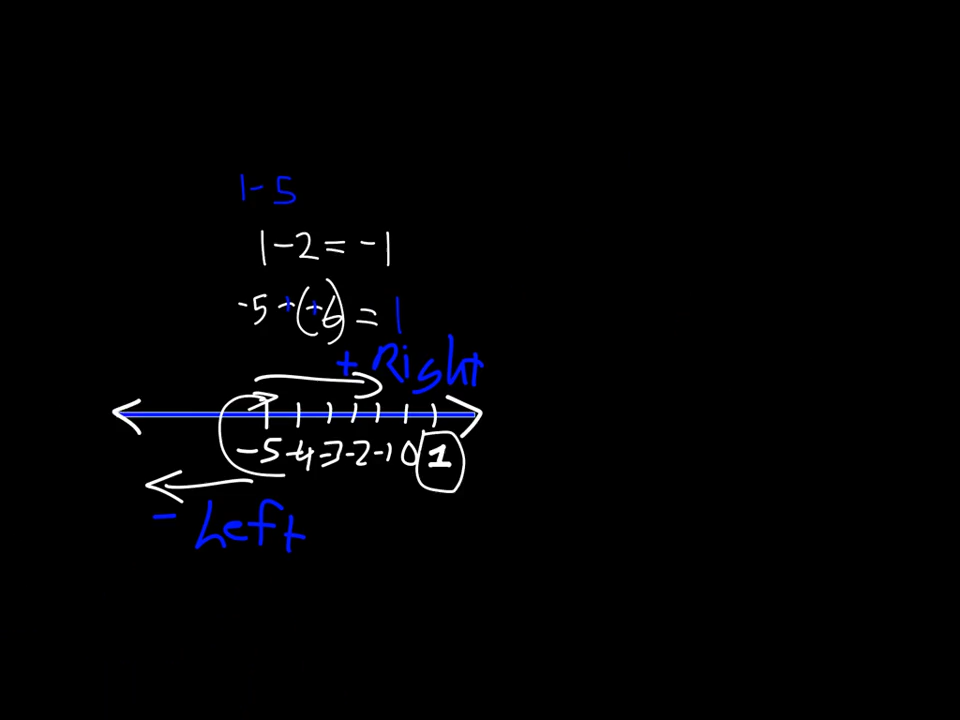 1-5
1-2=-1
-5+(+6)=1
+ Right
-5-4-3-2-1 0 1
- Left